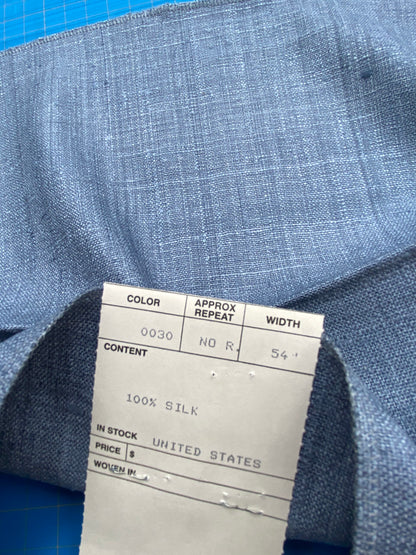 COLOR APPROX REPEAT WIDTH
0030 NO R. 54"
CONTENT
100% SILK
IN STOCK UNITED STATES
PRICE $
WOVEN IN